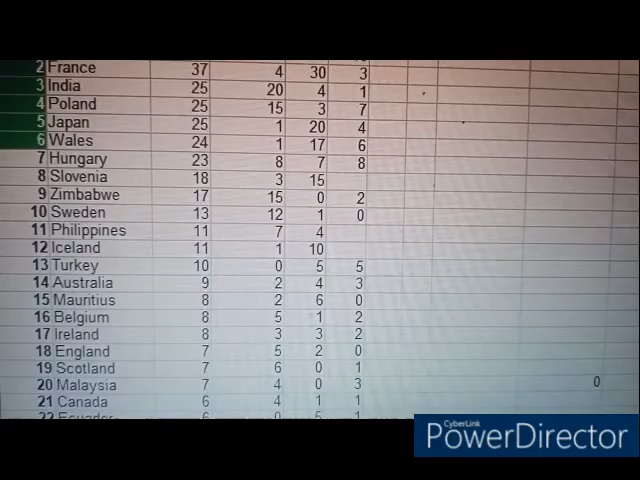 2 France 37 4 30 3
3 India 25 20 4 1
4 Poland 25 15 3 7
5 Japan 25 1 20 4
6 Wales 24 1 17 6
7 Hungary 23 8 7 8
8 Slovenia 18 3 15
9 Zimbabwe 17 15 0 2
10 Sweden 13 12 1 0
11 Philippines 11 7 4
12 Iceland 11 1 10
13 Turkey 10 0 5 5
14 Australia 9 2 4 3
15 Mauritius 8 2 6 0
16 Belgium 8 5 1 2
17 Ireland 8 3 3 2
18 England 7 5 2 0
19 Scotland 7 6 0 1
20 Malaysia 7 4 0 3 0
21 Canada 6 4 1 1
22 Ecuador 6 0 5 1
CyberLink
PowerDirector